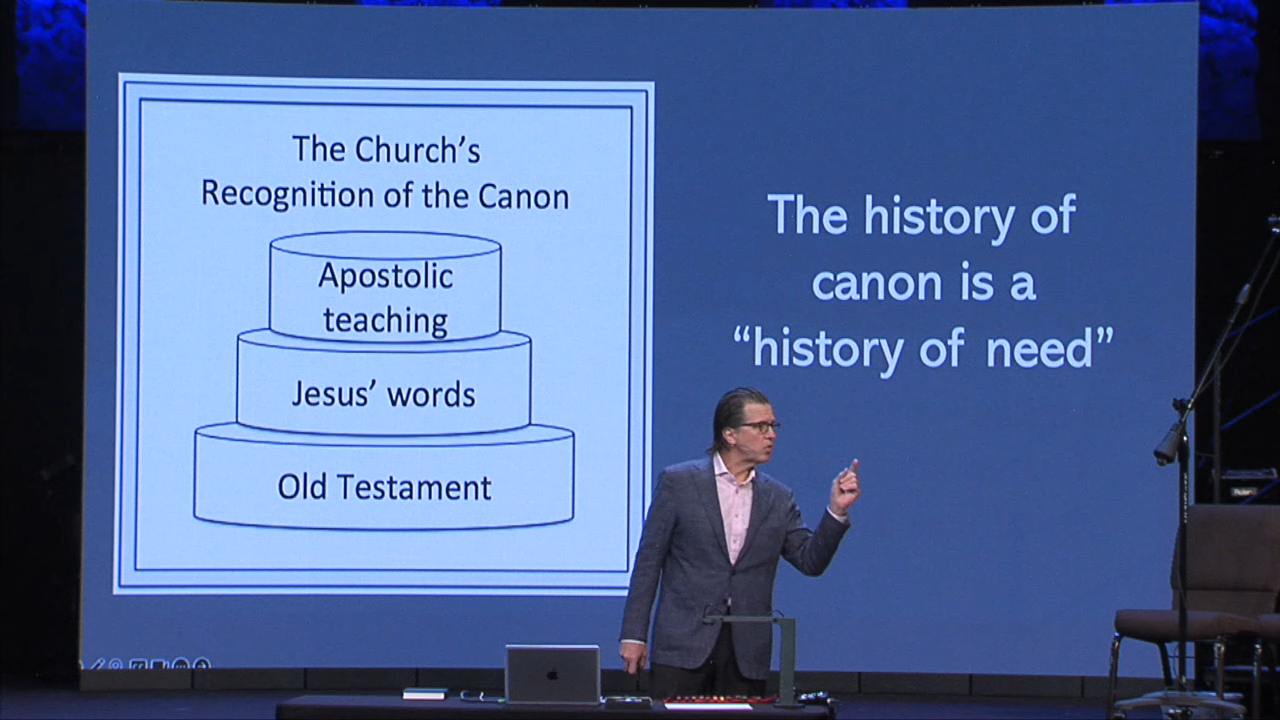 The Church’s
Recognition of the Canon
Apostolic
teaching
Jesus’ words
Old Testament
The history of
canon is a
“history of need”
Roland